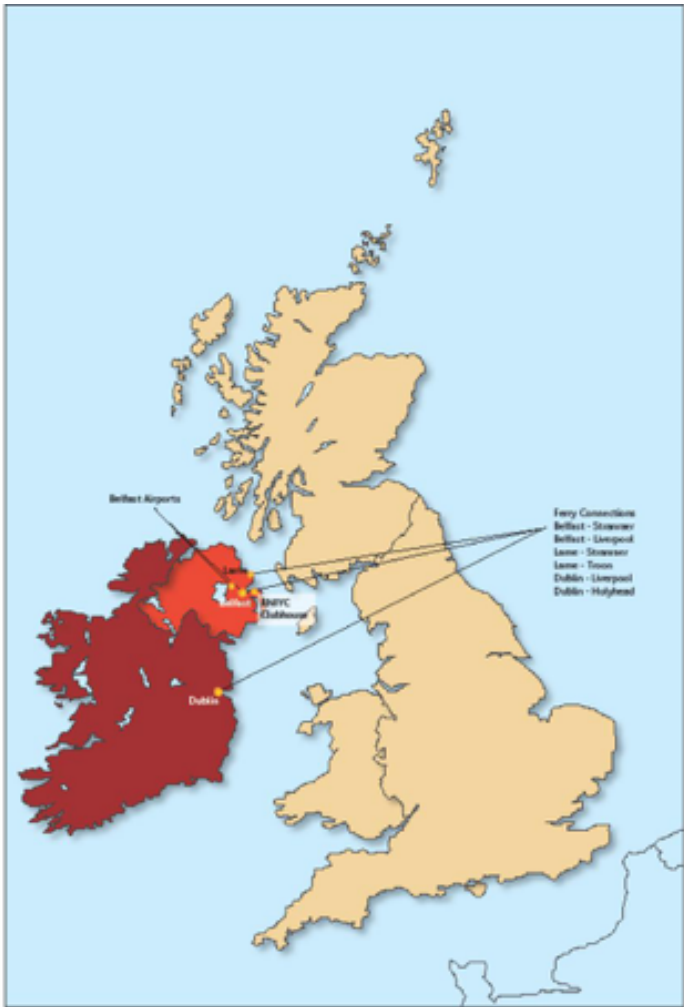 Belfast Airports
Ferry Connections
Belfast - Stranraer
Belfast - Liverpool
Larne - Stranraer
Larne - Troon
Dublin - Liverpool
Dublin - Holyhead
Larne
Belfast
Clubhouse
Dublin